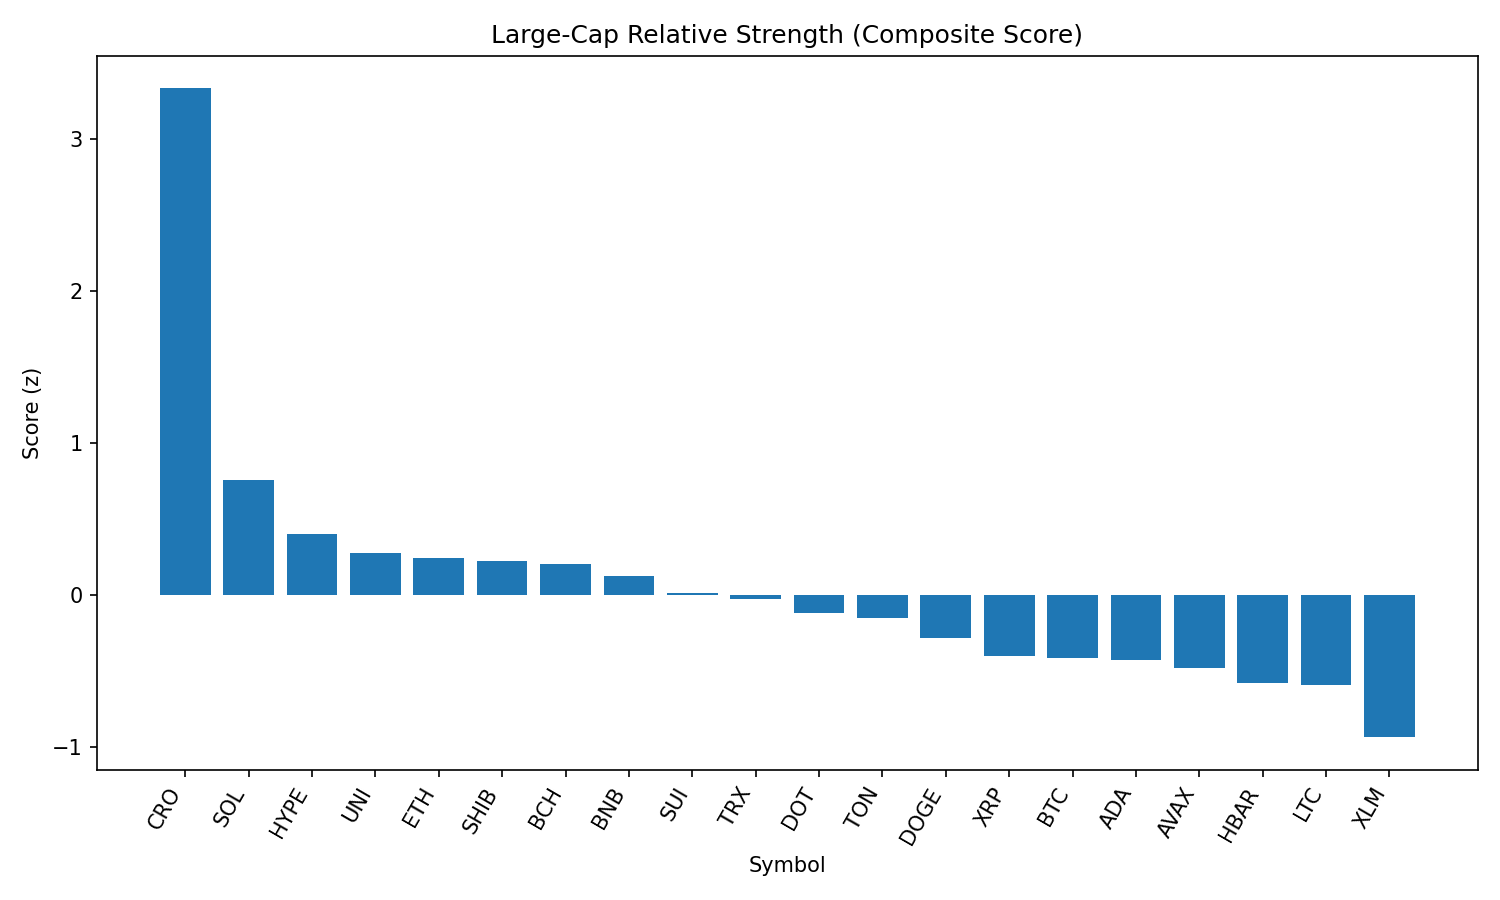 Large-Cap Relative Strength (Composite Score)
3
2
1
0
−1
Score (z)
CRO
SOL
HYPE
UNI
ETH
SHIB
BCH
BNB
SUI
TRX
DOT
TON
DOGE
XRP
BTC
ADA
AVAX
HBAR
LTC
XLM
Symbol